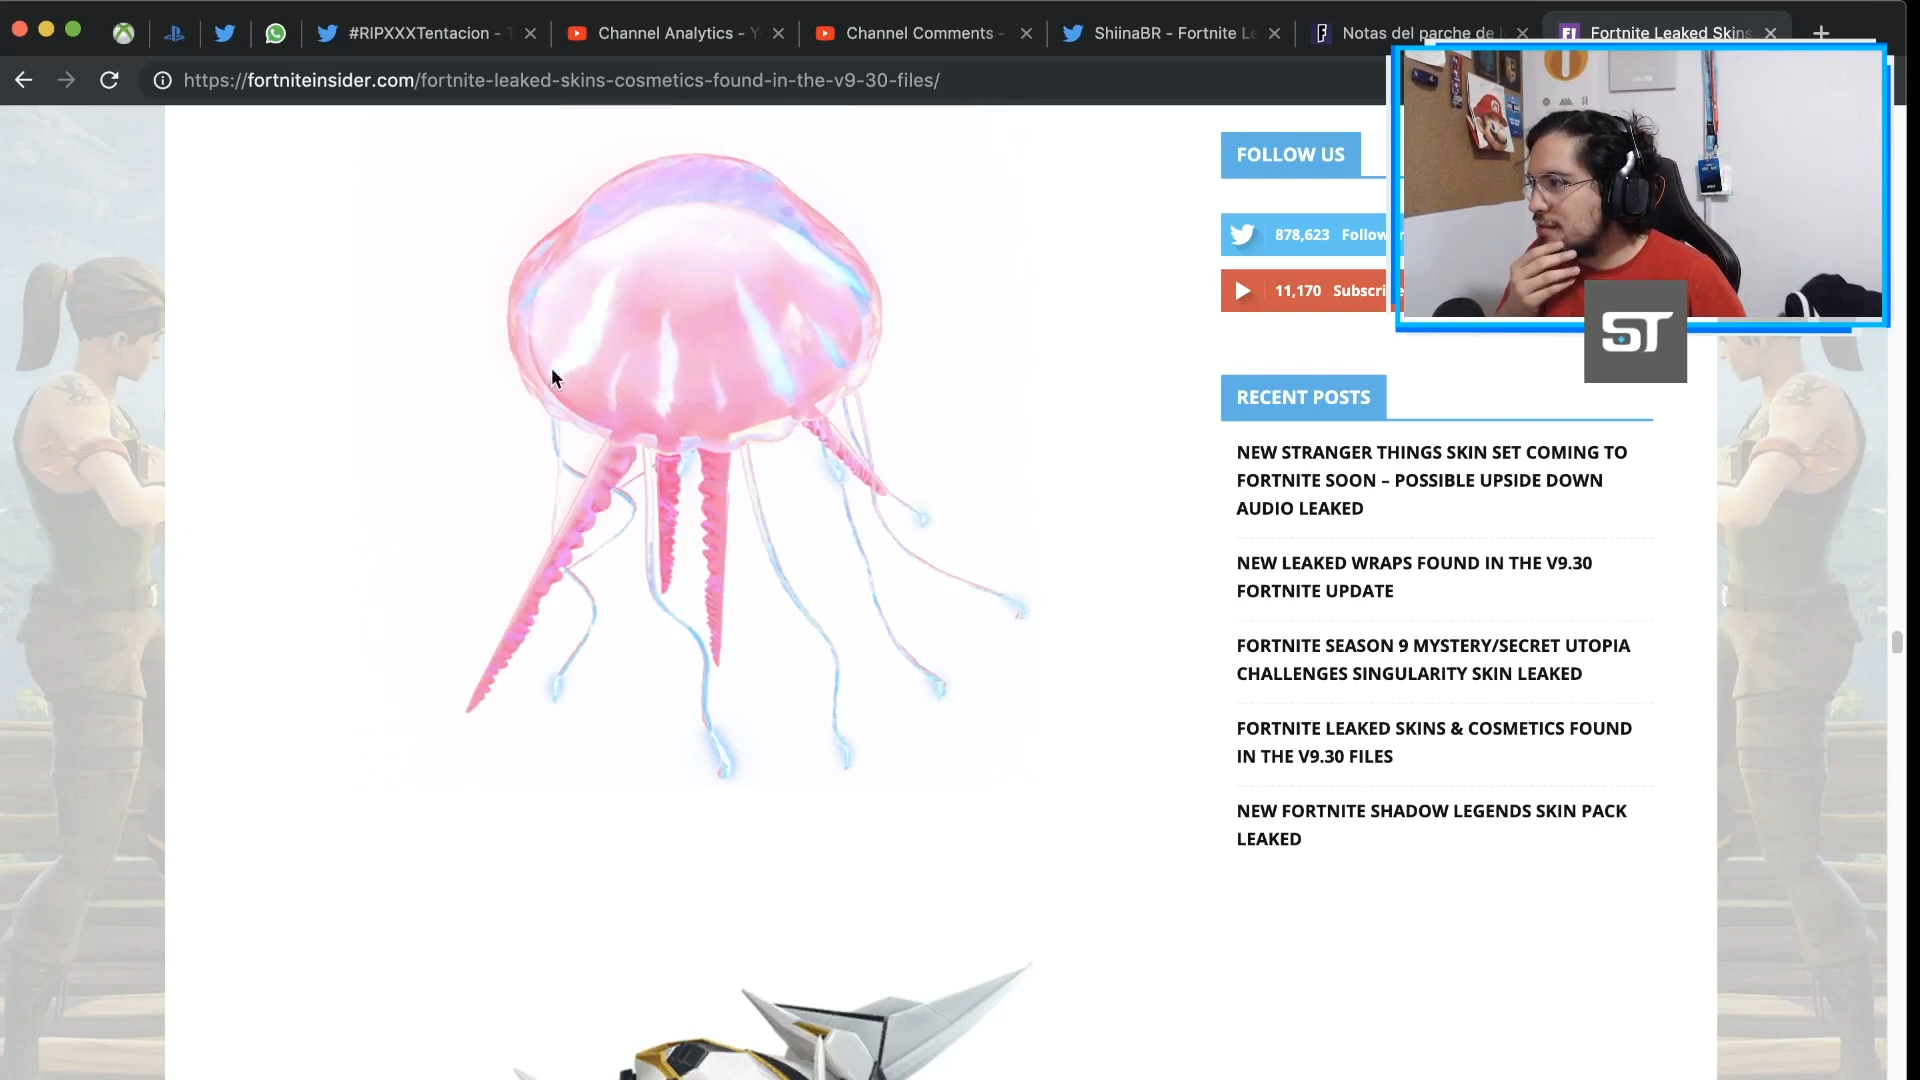 #RIPXXXTentacion -
Channel Analytics -
Channel Comments -
ShiinaBR - Fortnite
Notas del parche de
Fortnite Leaked Skins
https://fortniteinsider.com/fortnite-leaked-skins-cosmetics-found-in-the-v9-30-files/
FOLLOW US
878,623 Follow
11,170 Subscri
ST
RECENT POSTS
NEW STRANGER THINGS SKIN SET COMING TO
FORTNITE SOON – POSSIBLE UPSIDE DOWN
AUDIO LEAKED
NEW LEAKED WRAPS FOUND IN THE V9.30
FORTNITE UPDATE
FORTNITE SEASON 9 MYSTERY/SECRET UTOPIA
CHALLENGES SINGULARITY SKIN LEAKED
FORTNITE LEAKED SKINS & COSMETICS FOUND
IN THE V9.30 FILES
NEW FORTNITE SHADOW LEGENDS SKIN PACK
LEAKED